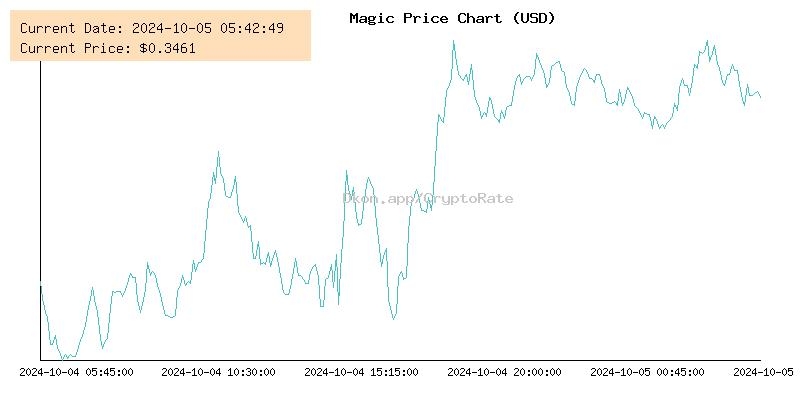 Magic Price Chart (USD)
Current Date: 2024-10-05 05:42:49
Current Price: $0.3461
Dkon.app/CryptoRate
2024-10-04 05:45:00 2024-10-04 10:30:00 2024-10-04 15:15:00 2024-10-04 20:00:00 2024-10-05 00:45:00 2024-10-05